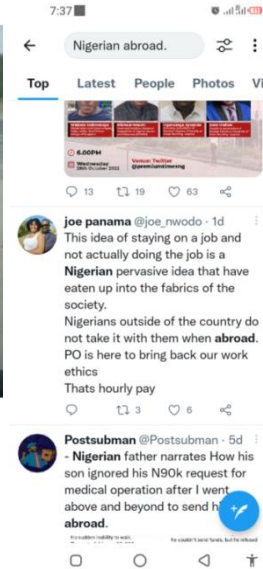 7:37
Nigerian abroad.
Top Latest People Photos Vi
6.00PM
Wednesday
26th October 2022
Venue: Twitter
13 19 63
joe panama @joe_nwodo · 1d
This idea of staying on a job and
not actually doing the job is a
Nigerian pervasive idea that have
eaten up into the fabrics of the
society.
Nigerians outside of the country do
not take it with them when abroad.
PO is here to bring back our work
ethics
Thats hourly pay
3 6
Postsubman @Postsubman · 5d
- Nigerian father narrates How his
son ignored his N90k request for
medical operation after I went
above and beyond to send h
abroad.